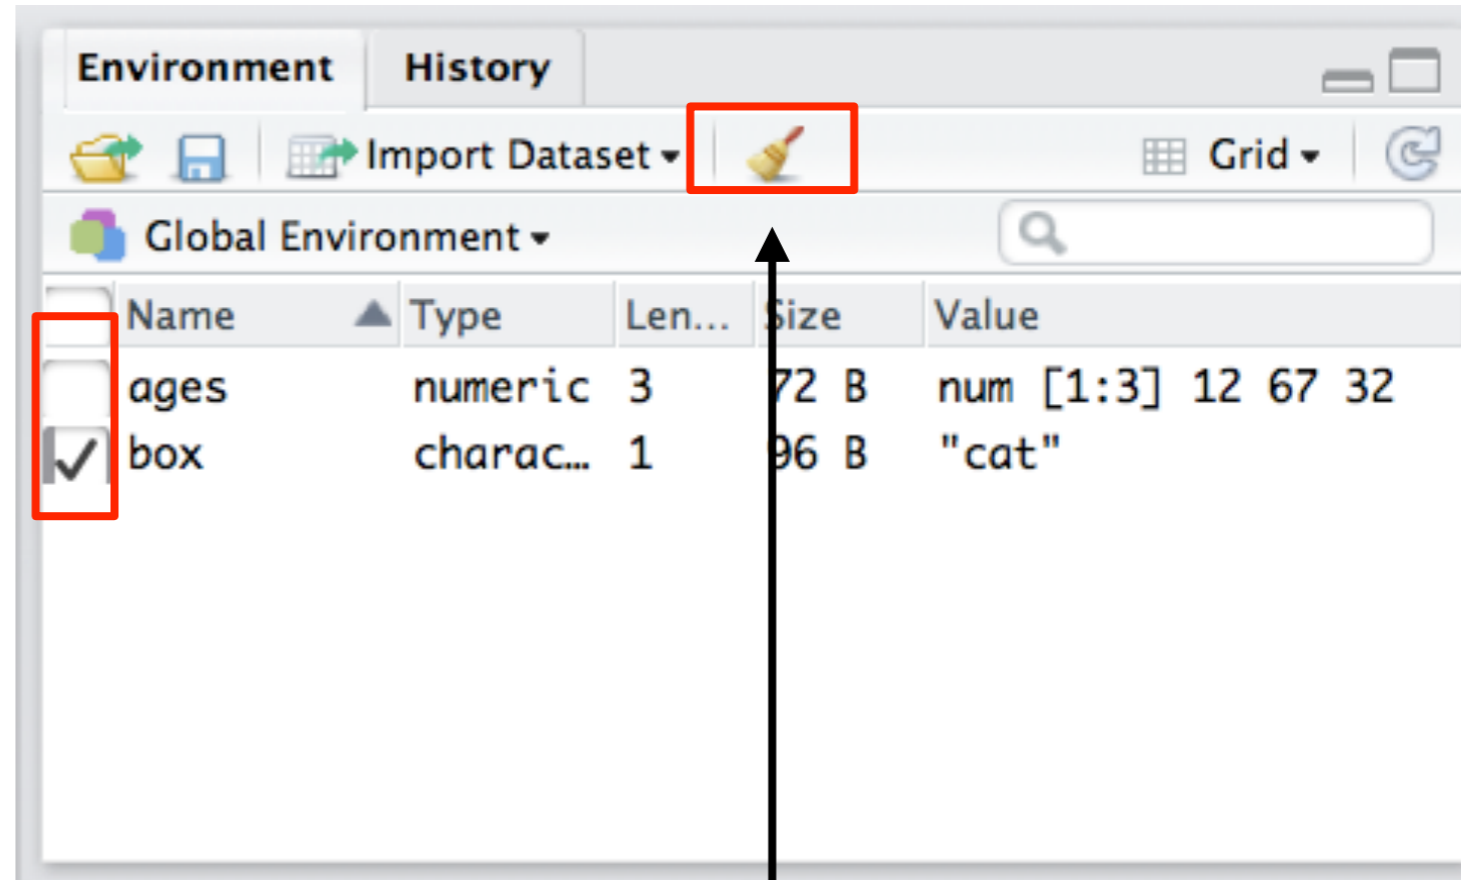 Environment History
Import Dataset Grid
Global Environment
Name Type Len... Size Value
ages numeric 3 72 B num [1:3] 12 67 32
box charac... 1 96 B "cat"